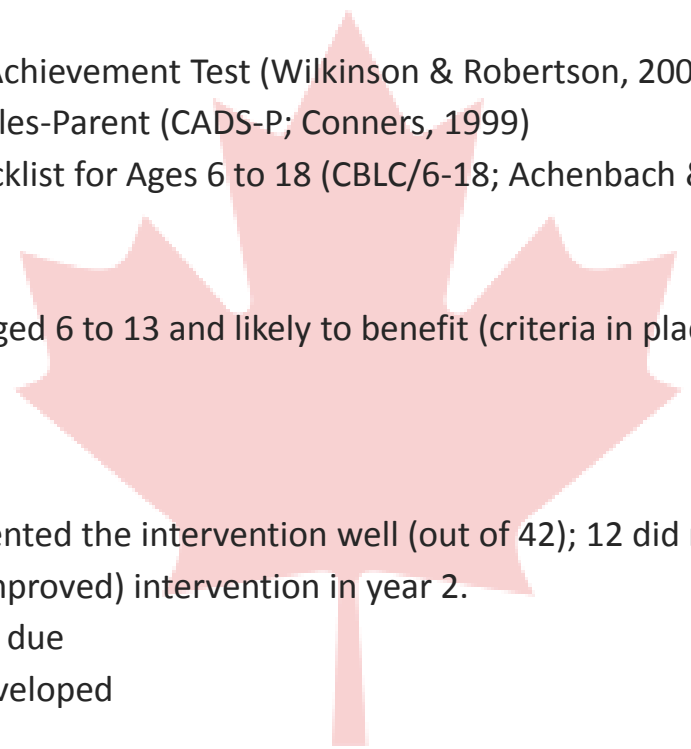 Achievement Test (Wilkinson & Robertson, 200
les-Parent (CADS-P; Conners, 1999)
cklist for Ages 6 to 18 (CBLC/6-18; Achenbach &
ged 6 to 13 and likely to benefit (criteria in plac
ented the intervention well (out of 42); 12 did
mproved) intervention in year 2.
due
veloped